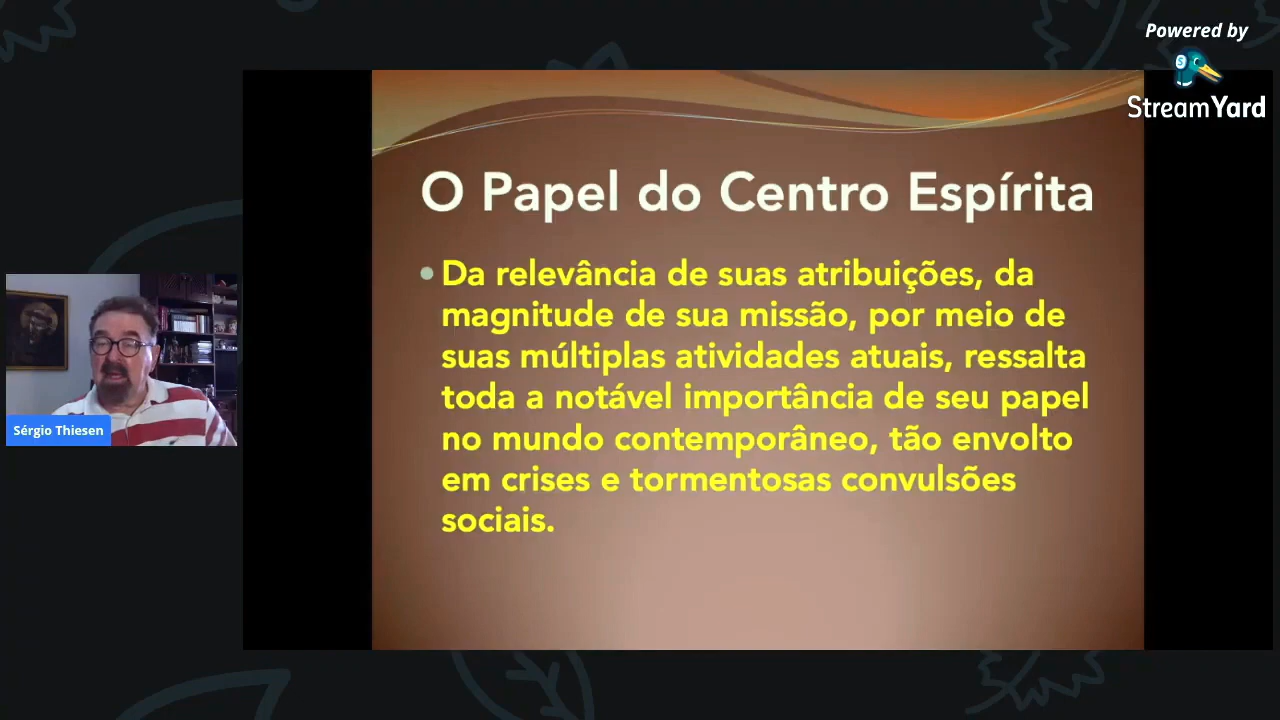 Powered by
StreamYard
O Papel do Centro Espírita
• Da relevância de suas atribuições, da
magnitude de sua missão, por meio de
suas múltiplas atividades atuais, ressalta
toda a notável importância de seu papel
no mundo contemporâneo, tão envolto
em crises e tormentosas convulsões
sociais.
Sérgio Thiesen